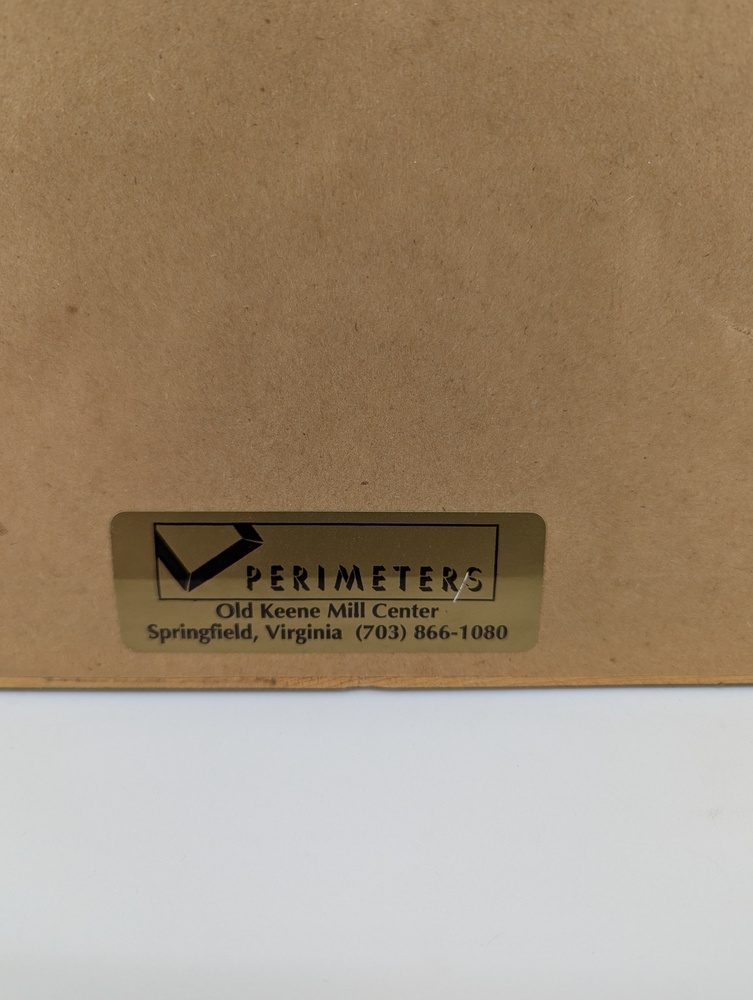 PERIMETERS
Old Keene Mill Center
Springfield, Virginia (703) 866-1080